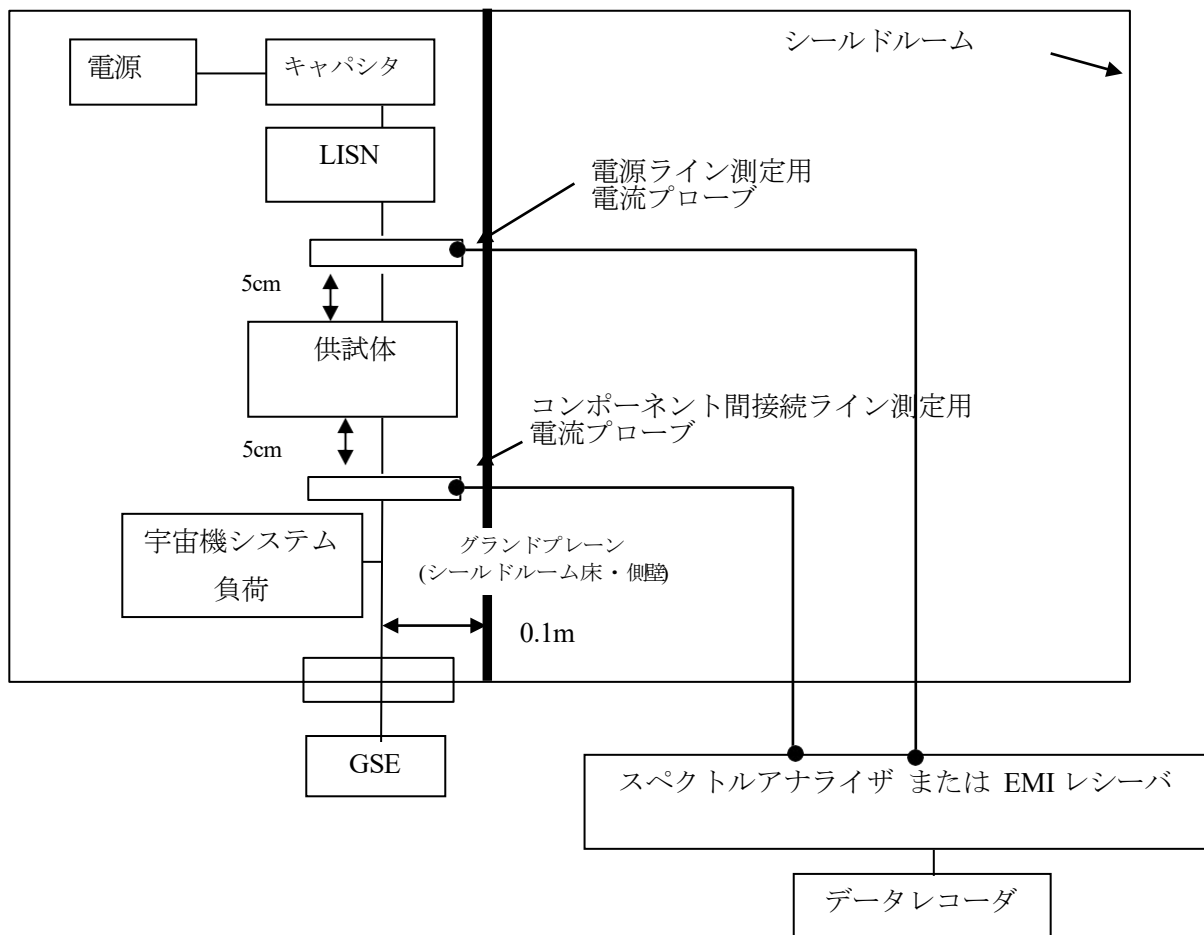 シールドルーム
電源
キャパシタ
LISN
電源ライン測定用
電流プローブ
5cm
供試体
コンポーネント間接続ライン測定用
電流プローブ
5cm
宇宙機システム
負荷
グランドプレーン
(シールドルーム床・側壁)
0.1m
GSE
スペクトルアナライザ または EMI レシーバ
データレコーダ